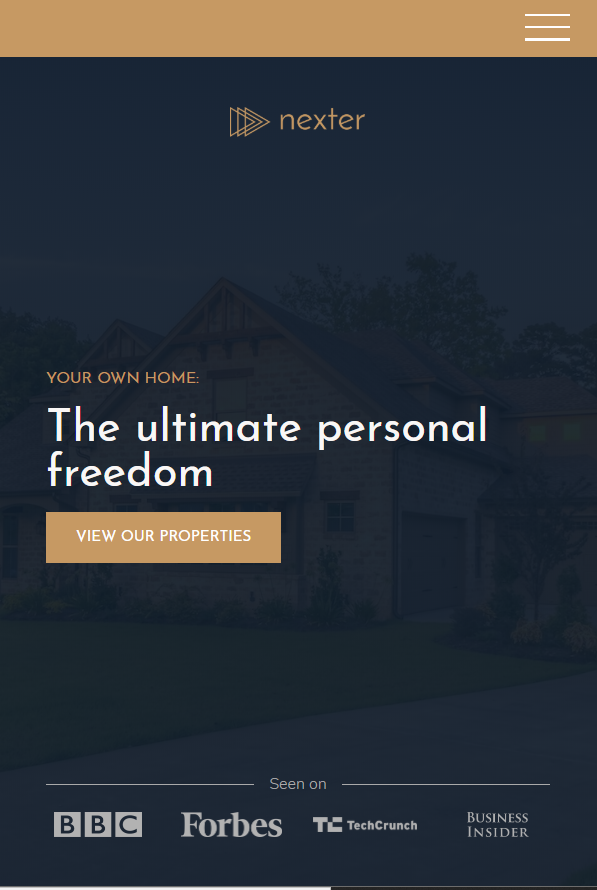 nexter
YOUR OWN HOME:
The ultimate personal
freedom
VIEW OUR PROPERTIES
Seen on
BBC Forbes TechCrunch BUSINESS INSIDER